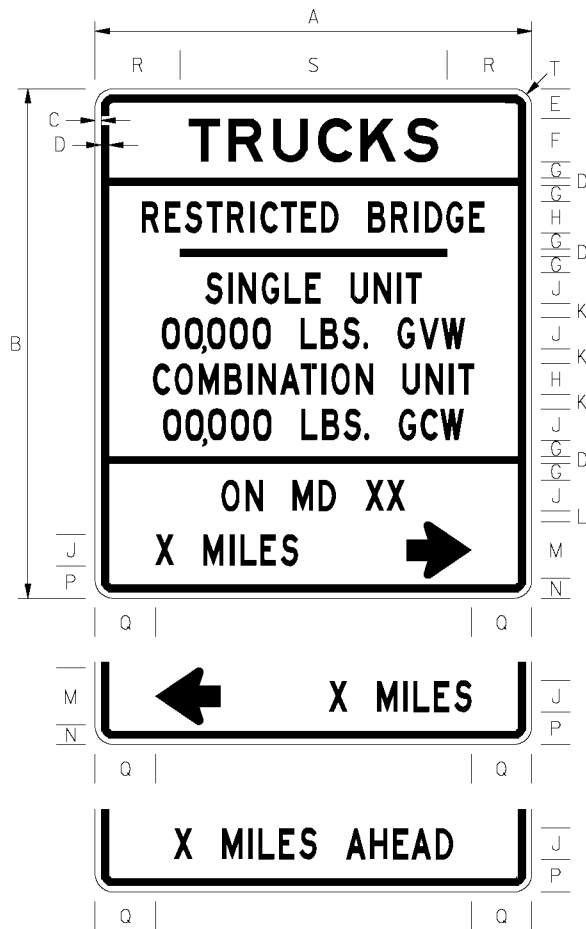 A
R S R
T
C
D
B
E
F
G
D
G
H
G
D
G
J
K
J
K
H
K
J
G
D
G
J
L
M
N
J
P
TRUCKS
RESTRICTED BRIDGE
SINGLE UNIT
00,000 LBS. GVW
COMBINATION UNIT
00,000 LBS. GCW
ON MD XX
X MILES
Q Q
M
N
X MILES
J
P
Q Q
X MILES AHEAD
J
P
Q Q